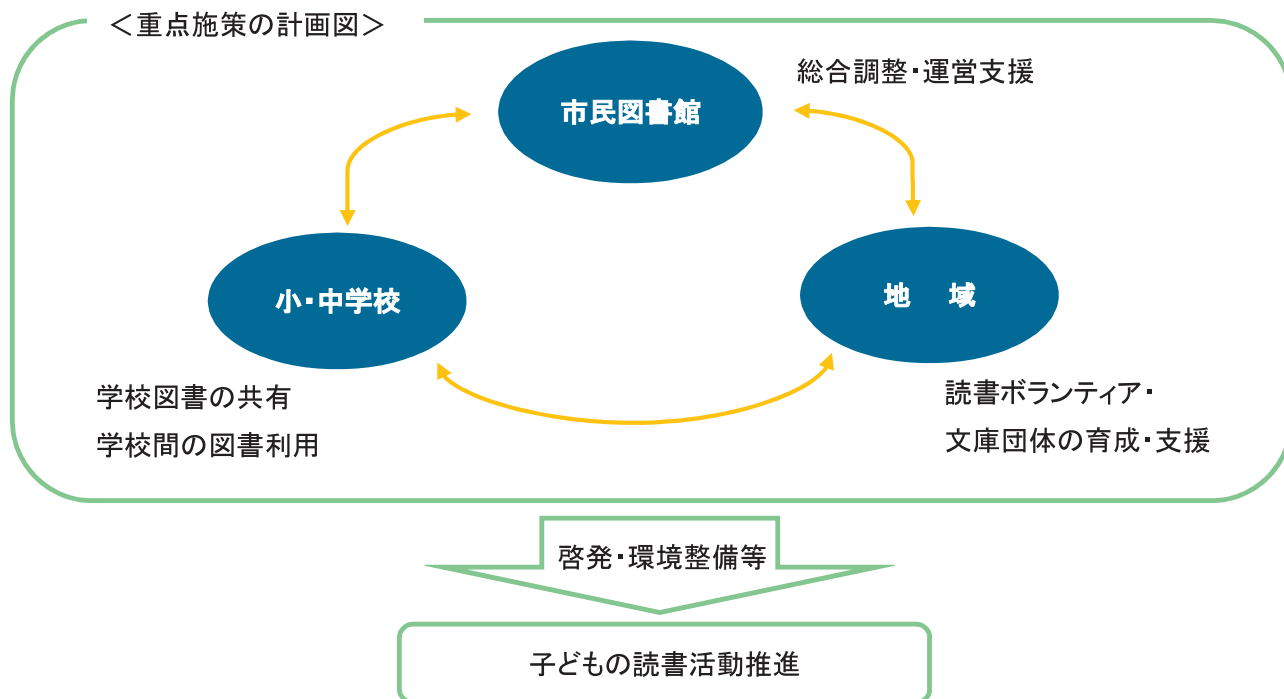 ＜重点施策の計画図＞
総合調整・運営支援
市民図書館
小・中学校
地　域
学校図書の共有
学校間の図書利用
読書ボランティア・
文庫団体の育成・支援
啓発・環境整備等
子どもの読書活動推進